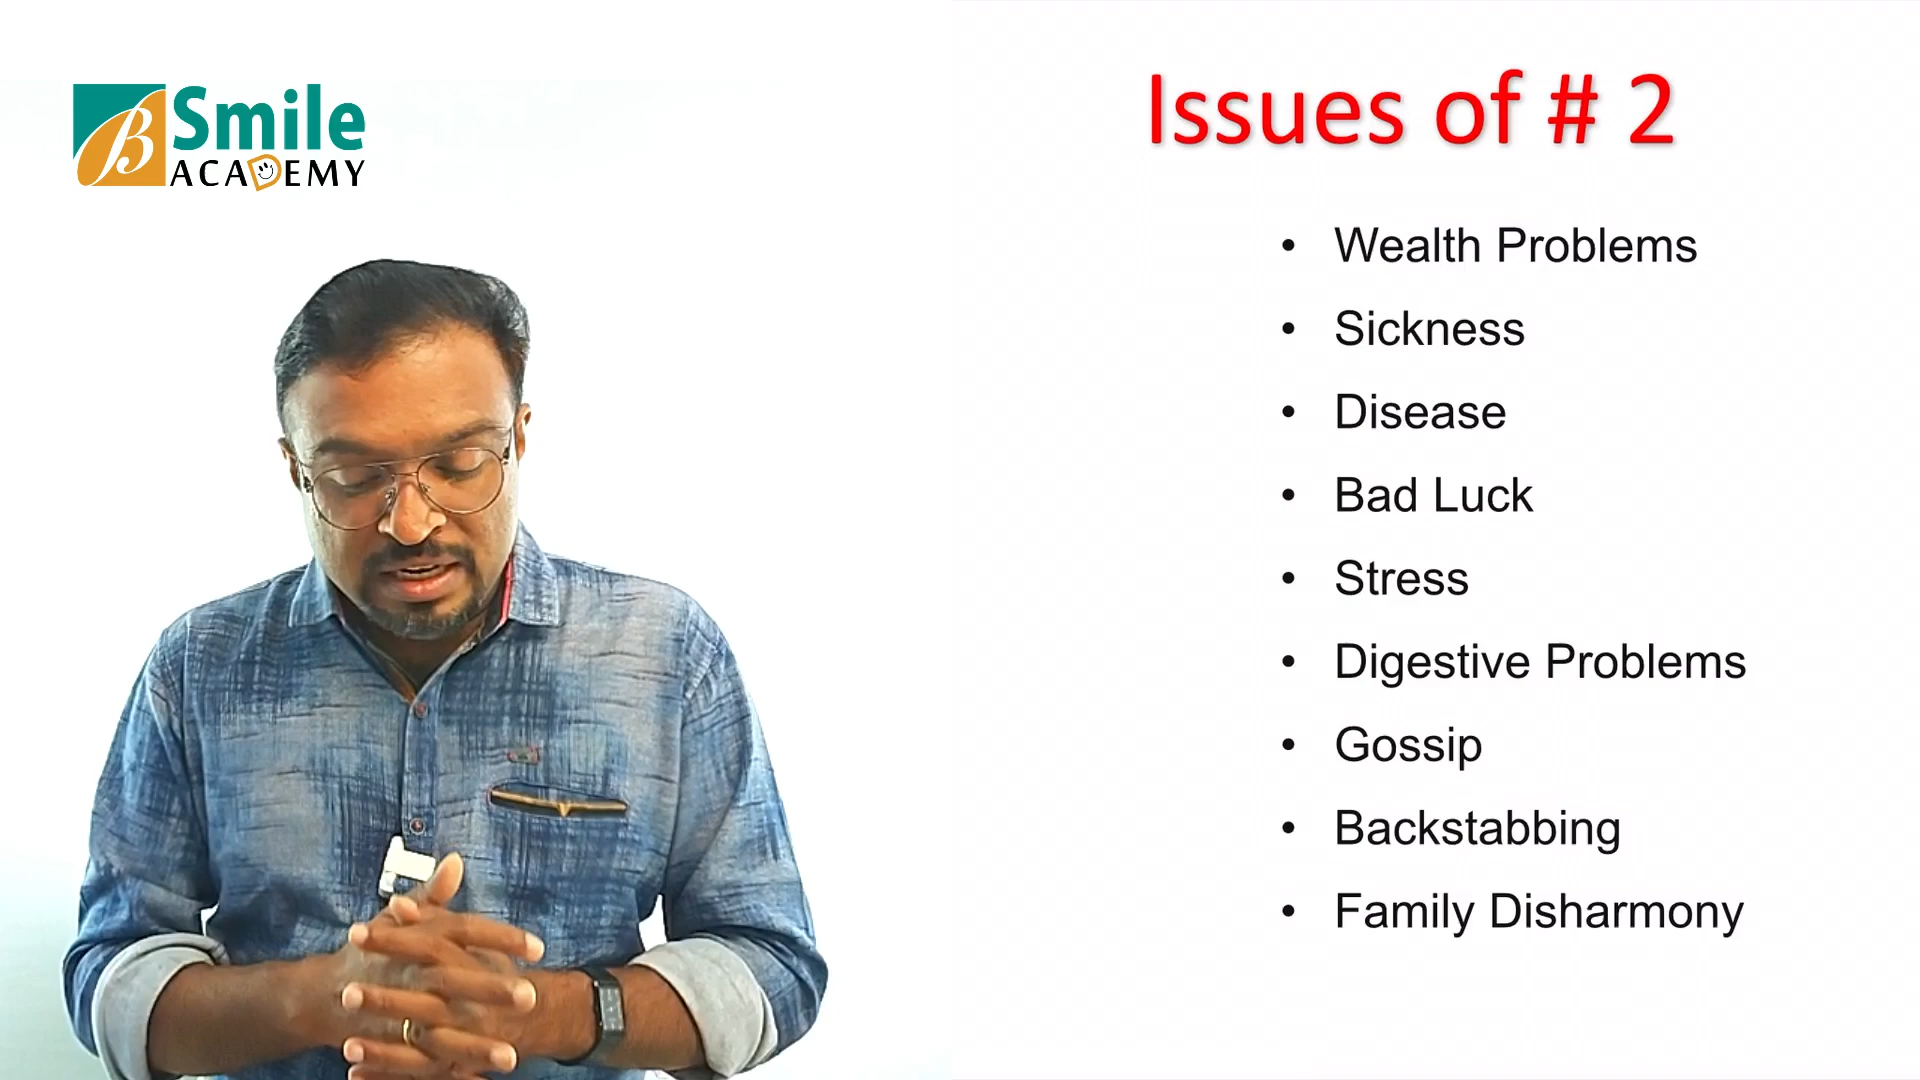 B Smile
ACADEMY
Issues of # 2
• Wealth Problems
• Sickness
• Disease
• Bad Luck
• Stress
• Digestive Problems
• Gossip
• Backstabbing
• Family Disharmony